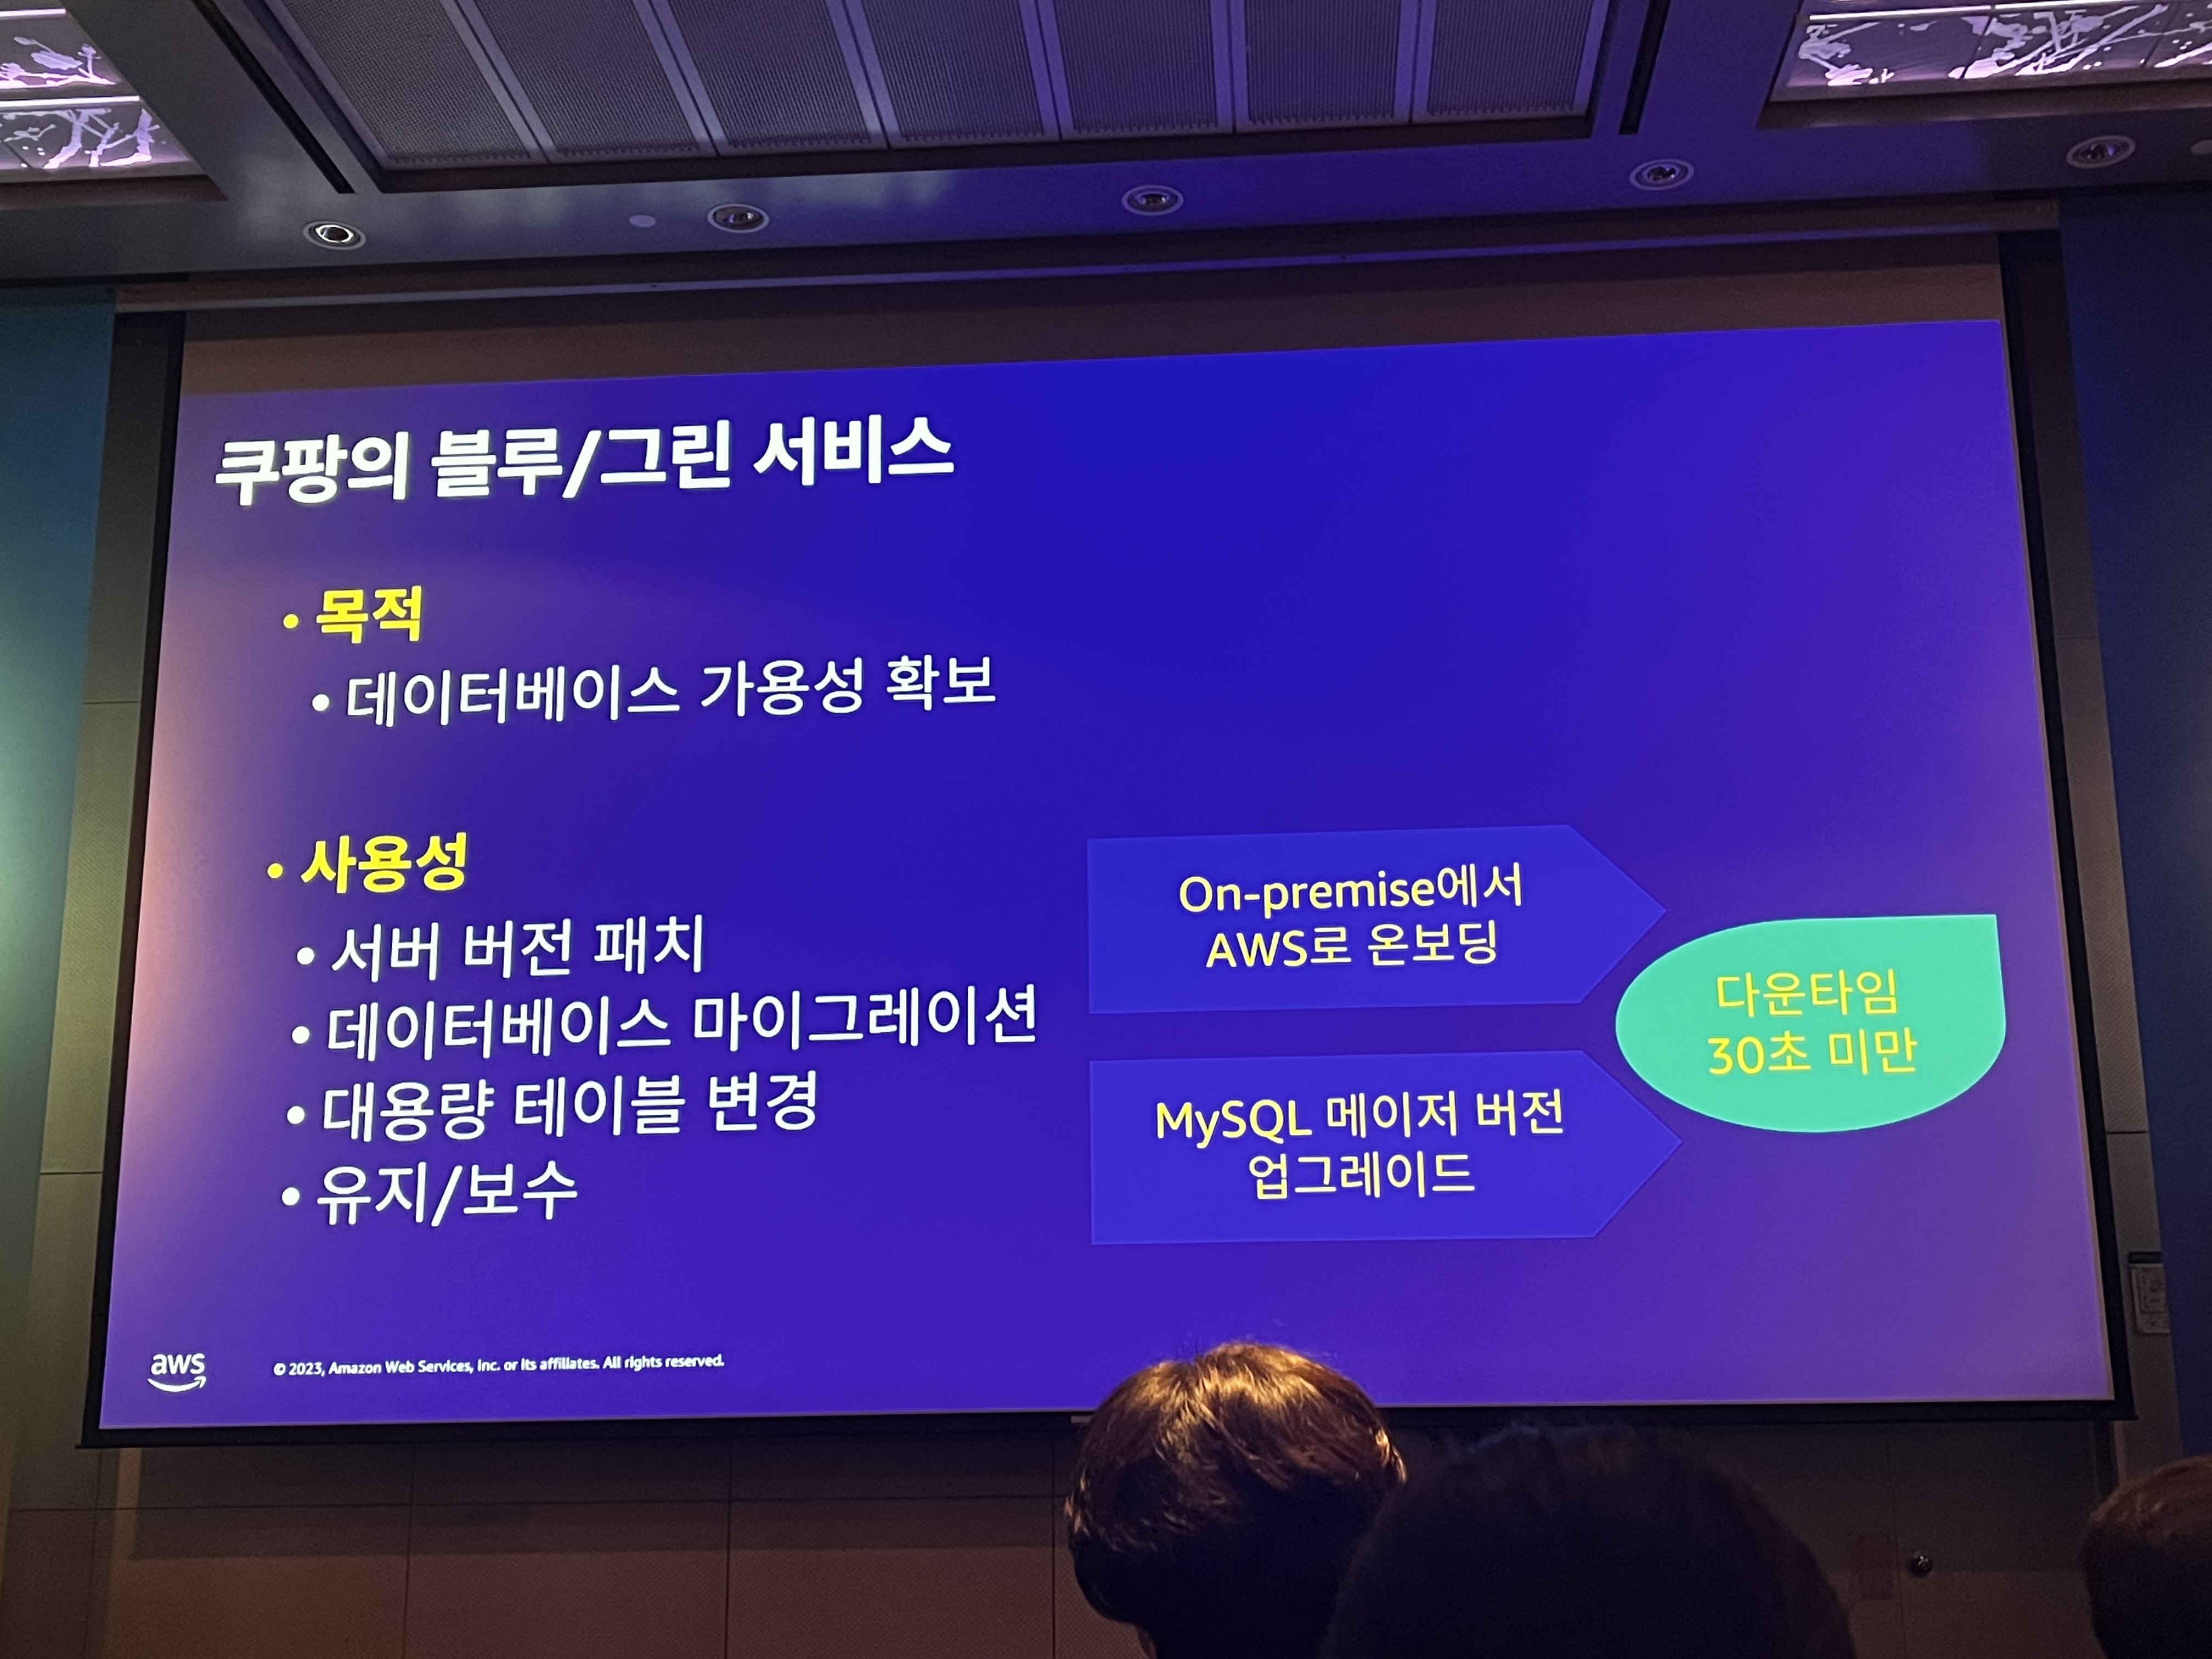 쿠팡의 블루/그린 서비스
• 목적
• 데이터베이스 가용성 확보
• 사용성
• 서버 버전 패치
• 데이터베이스 마이그레이션
• 대용량 테이블 변경
• 유지/보수
On-premise에서
AWS로 온보딩
MySQL 메이저 버전
업그레이드
다운타임
30초 미만
aws
© 2023, Amazon Web Services, Inc. or its affiliates. All rights reserved.